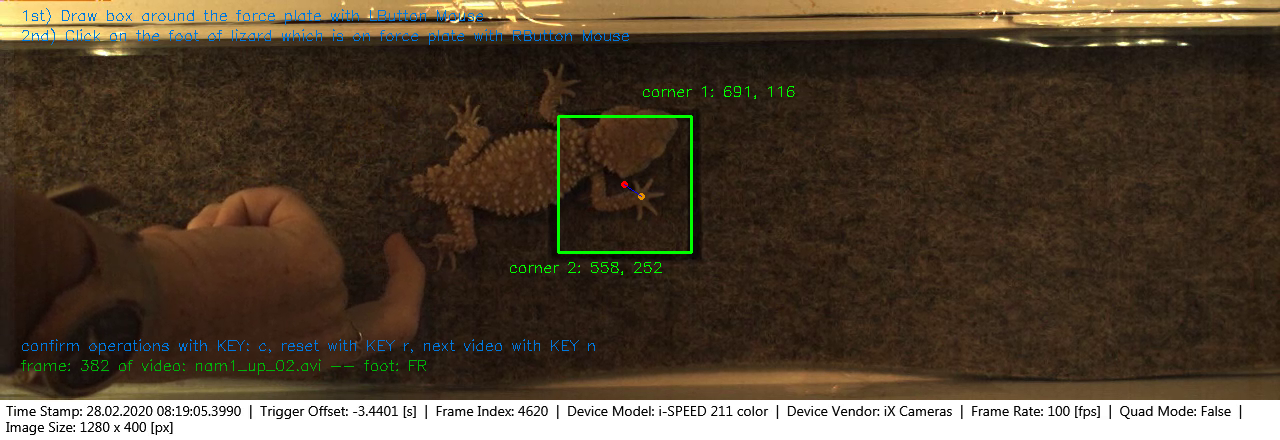 1st) Draw box around the force plate with LButton Mouse
2nd) Click on the foot of lizard which is on force plate with RButton Mouse
corner 1: 691, 116
corner 2: 558, 252
confirm operations with KEY: c, reset with KEY r, next video with KEY n
frame: 382 of video: nam1_up_02.avi -- foot: FR
Time Stamp: 28.02.2020 08:19:05.3990 | Trigger Offset: -3.4401 [s] | Frame Index: 4620 | Device Model: i-SPEED 211 color | Device Vendor: iX Cameras | Frame Rate: 100 [fps] | Quad Mode: False |
Image Size: 1280 x 400 [px]